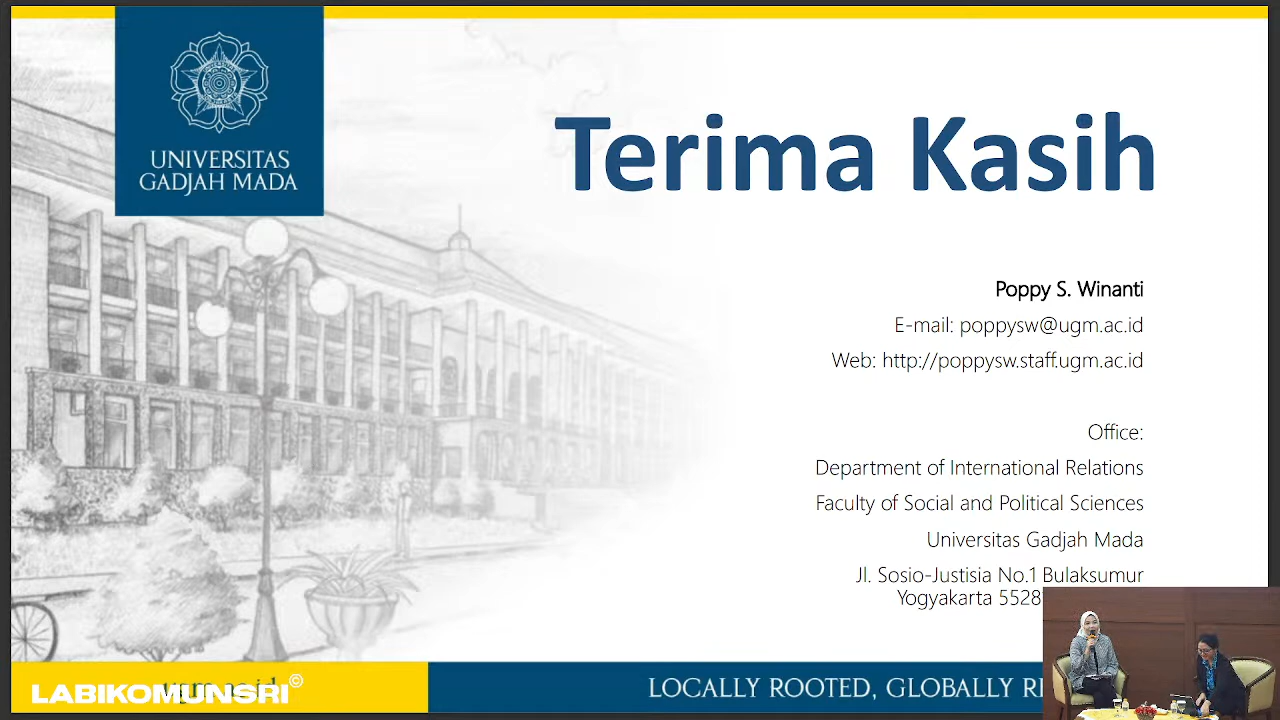 UNIVERSITAS
GADJAH MADA
Terima Kasih
Poppy S. Winanti
E-mail: poppysw@ugm.ac.id
Web: http://poppysw.staff.ugm.ac.id
Office:
Department of International Relations
Faculty of Social and Political Sciences
Universitas Gadjah Mada
Jl. Sosio-Justisia No.1 Bulaksumur
Yogyakarta 5528
LABIKOMUNSRI©
LOCALLY ROOTED, GLOBALLY